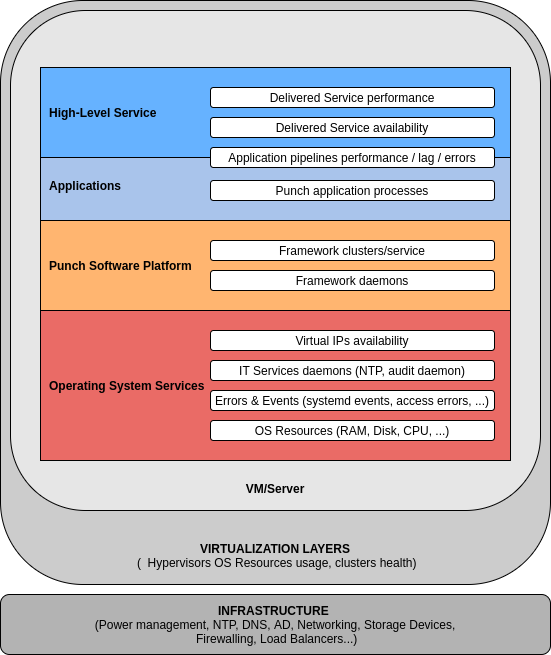 High-Level Service
Delivered Service performance
Delivered Service availability
Application pipelines performance / lag / errors
Applications
Punch application processes
Punch Software Platform
Framework clusters/service
Framework daemons
Operating System Services
Virtual IPs availability
IT Services daemons (NTP, audit daemon)
Errors & Events (systemd events, access errors, ...)
OS Resources (RAM, Disk, CPU, ...)
VM/Server
VIRTUALIZATION LAYERS
( Hypervisors OS Resources usage, clusters health)
INFRASTRUCTURE
(Power management, NTP, DNS, AD, Networking, Storage Devices,
Firewalling, Load Balancers...)